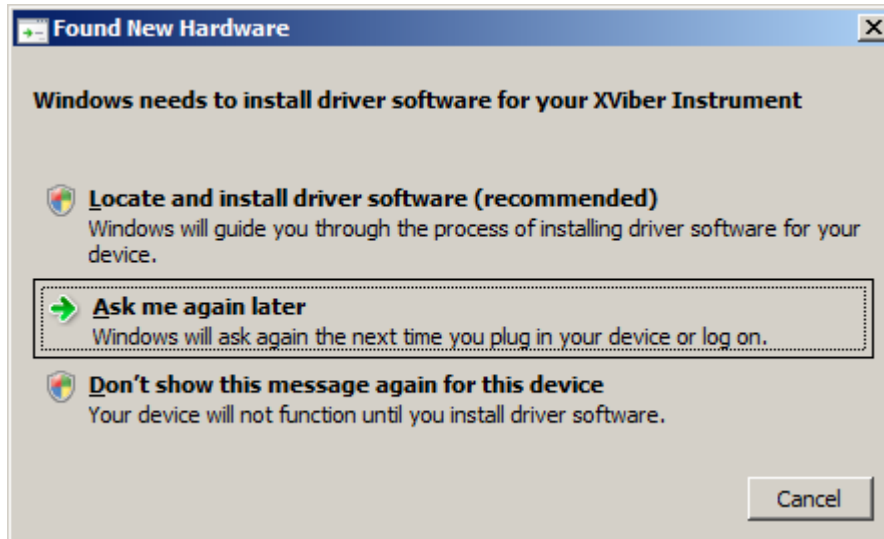 Found New Hardware
Windows needs to install driver software for your XViber Instrument
Locate and install driver software (recommended)
Windows will guide you through the process of installing driver software for your
device.
Ask me again later
Windows will ask again the next time you plug in your device or log on.
Don't show this message again for this device
Your device will not function until you install driver software.
Cancel